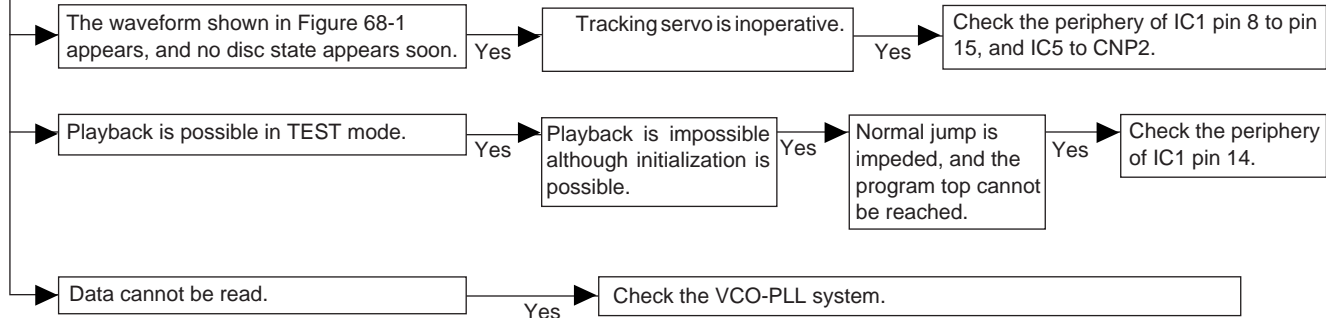 The waveform shown in Figure 68-1
appears, and no disc state appears soon.
Yes
Tracking servo is inoperative.
Yes
Check the periphery of IC1 pin 8 to pin
15, and IC5 to CNP2.
Playback is possible in TEST mode.
Yes
Playback is impossible
although initialization is
possible.
Yes
Normal jump is
impeded, and the
program top cannot
be reached.
Yes
Check the periphery
of IC1 pin 14.
Data cannot be read.
Yes
Check the VCO-PLL system.